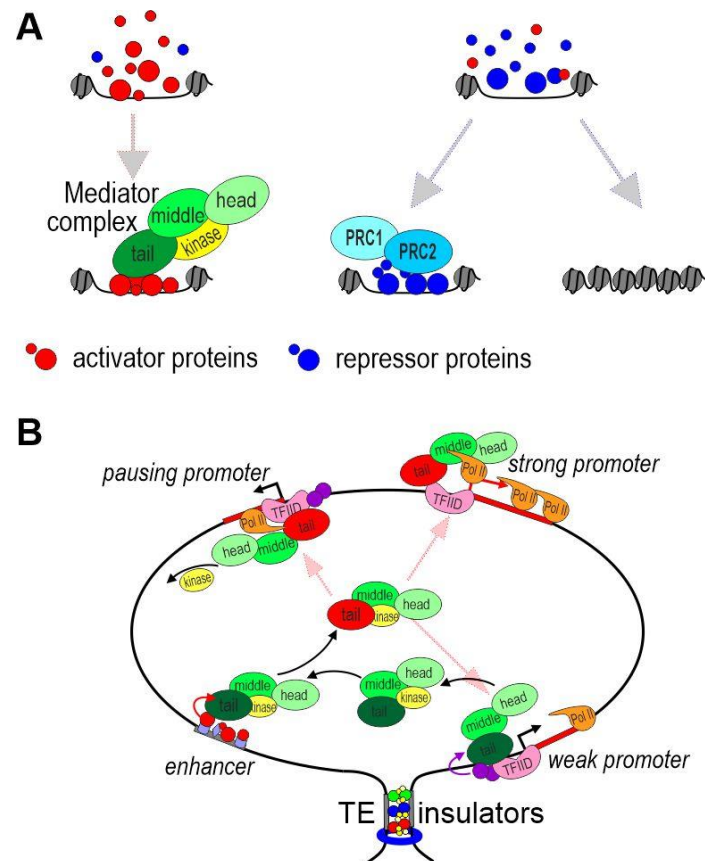 A
Mediator
complex
head
middle
kinase
tail
PRC1
PRC2
activator proteins
repressor proteins
B
pausing promoter
TFIID
Pol II
tail
head
middle
kinase
middle
head
tail
Pol II
strong promoter
TFIID
Pol II
Pol II
middle
tail
kinase
head
middle
tail
kinase
head
enhancer
head
middle
kinase
tail
head
middle
tail
TFIID
Pol II
weak promoter
TE
insulators